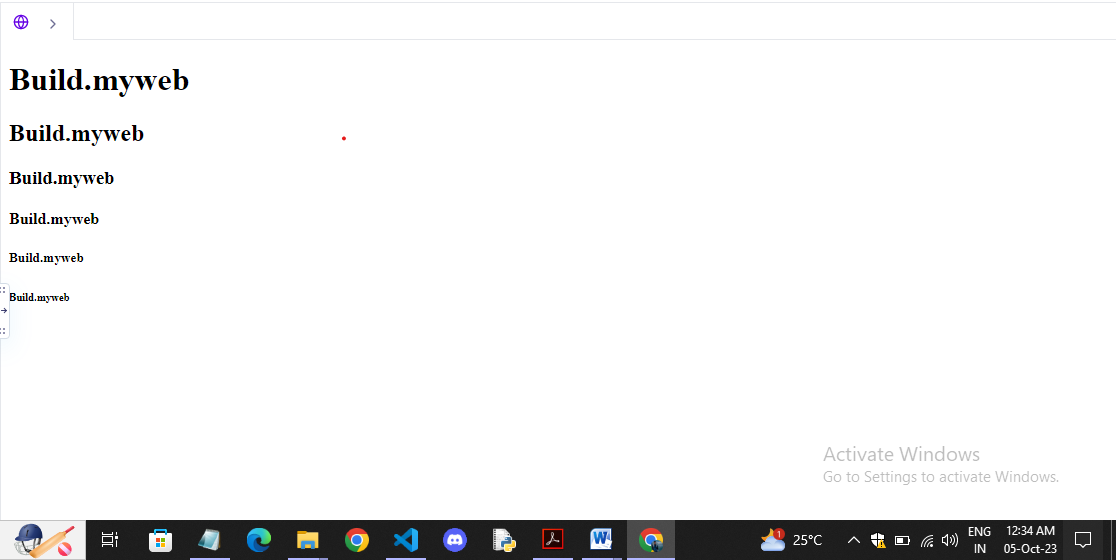 Build.myweb
Build.myweb
Build.myweb
Build.myweb
Build.myweb
Build.myweb
Activate Windows
Go to Settings to activate Windows.
1
25°C
ENG
IN
12:34 AM
05-Oct-23